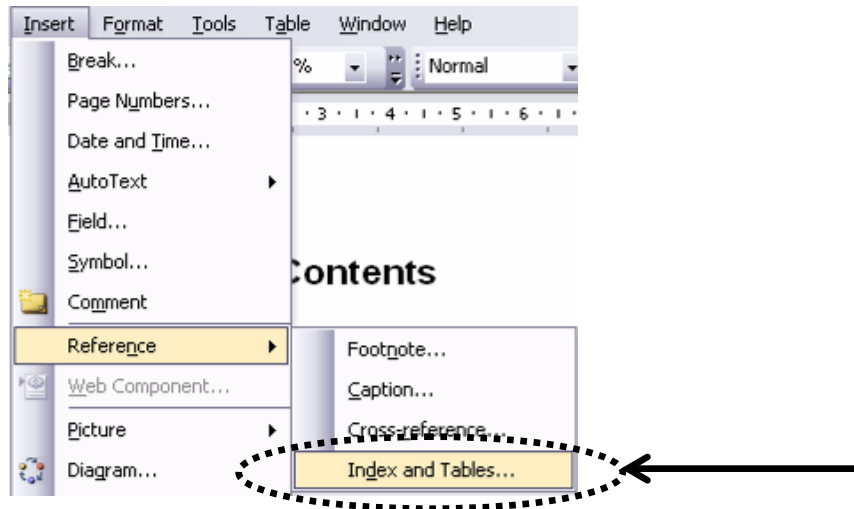 Insert Format Tools Table Window Help
Break... % Normal
Page Numbers... · 3 · ı · 4 · ı · 5 · ı · 6 · ı ·
Date and Time...
AutoText
Field...
Symbol... Contents
Comment
Reference Footnote...
Web Component... Caption...
Picture Cross-reference...
Diagram... Index and Tables...